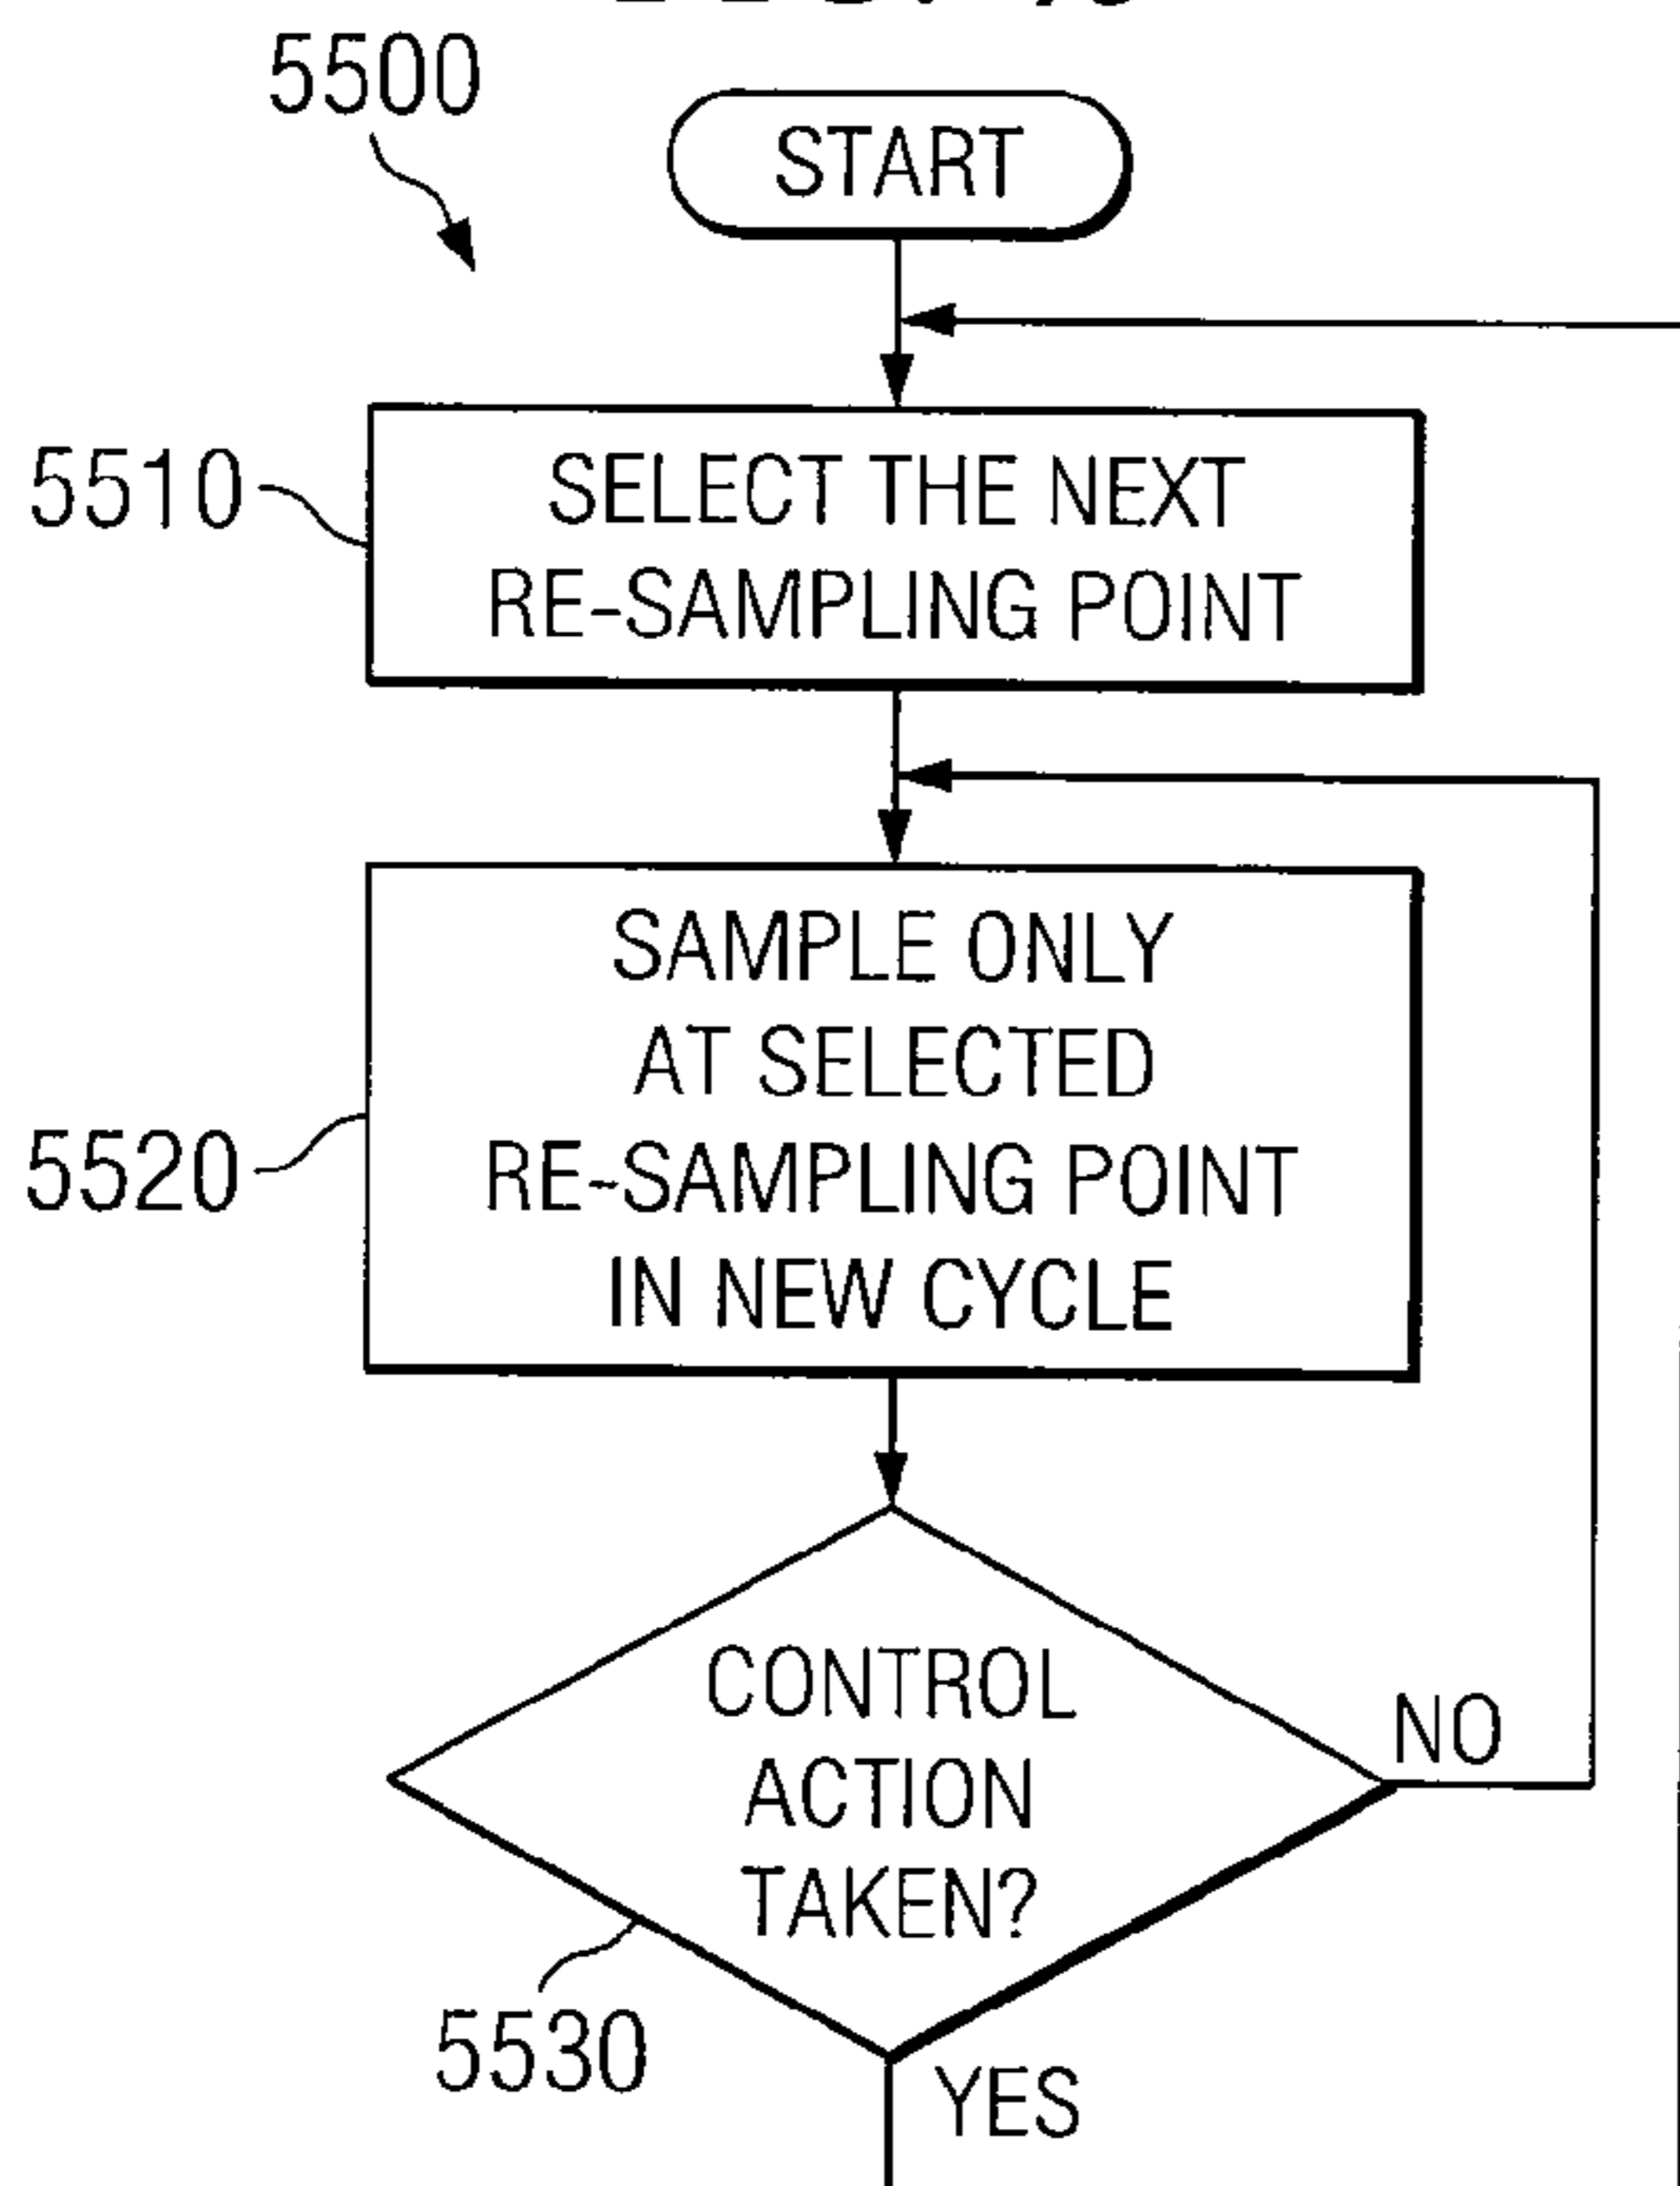 5500
START
5510
SELECT THE NEXT
RE-SAMPLING POINT
SAMPLE ONLY
AT SELECTED
RE-SAMPLING POINT
IN NEW CYCLE
5520
CONTROL
ACTION
TAKEN?
NO
5530
YES